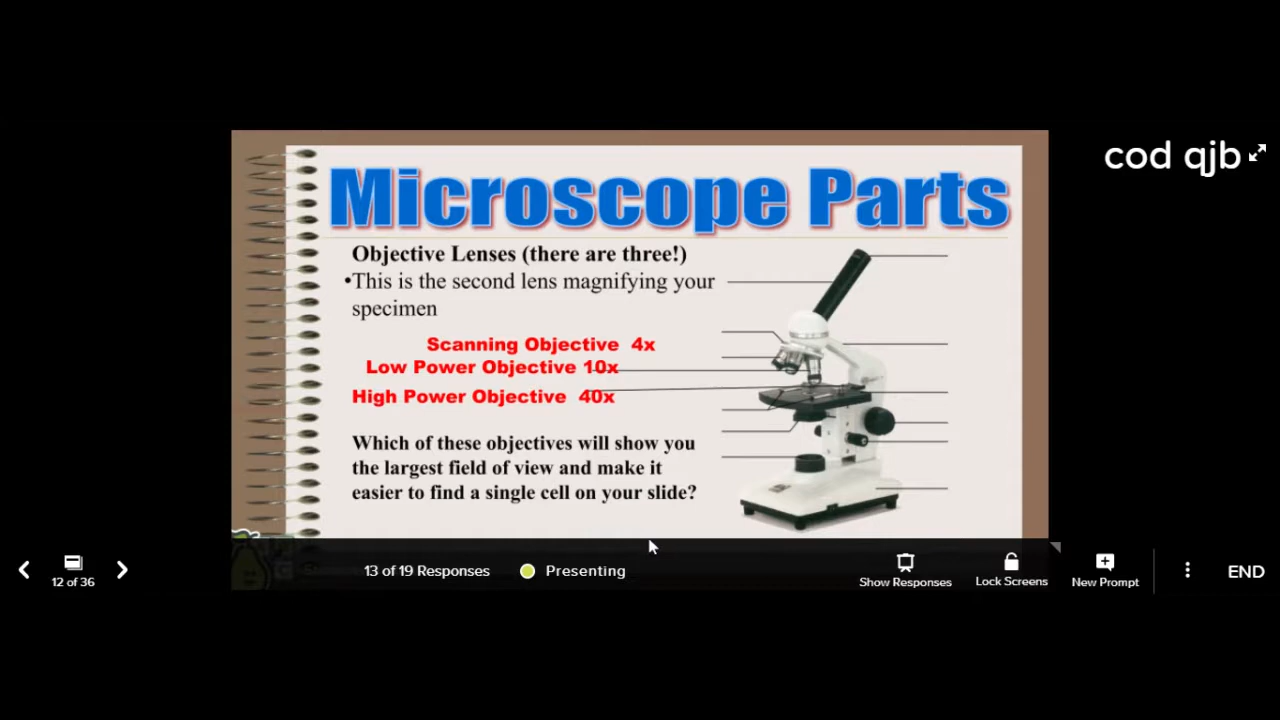 cod qjb
Microscope Parts
Objective Lenses (there are three!)
•This is the second lens magnifying your
specimen
Scanning Objective 4x
Low Power Objective 10x
High Power Objective 40x
Which of these objectives will show you
the largest field of view and make it
easier to find a single cell on your slide?
12 of 36
13 of 19 Responses
Presenting
Show Responses
Lock Screens
New Prompt
END